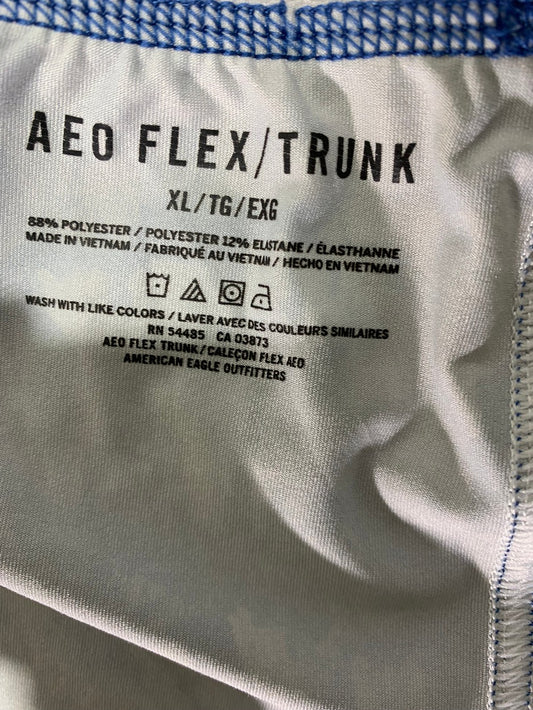 AEO FLEX/TRUNK
XL/TG/EXG
88% POLYESTER / POLYESTER 12% ELASTANE / ÉLASTHANNE
MADE IN VIETNAM / FABRIQUÉ AU VIETNAM / HECHO EN VIETNAM
WASH WITH LIKE COLORS / LAVER AVEC DES COULEURS SIMILAIRES
RN 54485 CA 03873
AEO FLEX TRUNK/CALEÇON FLEX AEO
AMERICAN EAGLE OUTFITTERS